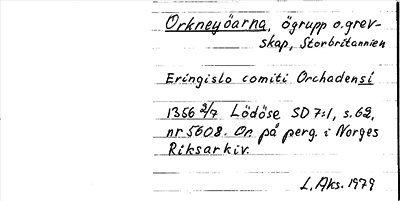 Orkneyöarna, ögrupp o. grev-
skap, Storbritannien
Eringislo comiti Orchadensi
1356 2/7 Lödöse SD 7:1, s. 62,
nr 5608. Or. på perg. i Norges
Riksarkiv.
L. Aks. 1979